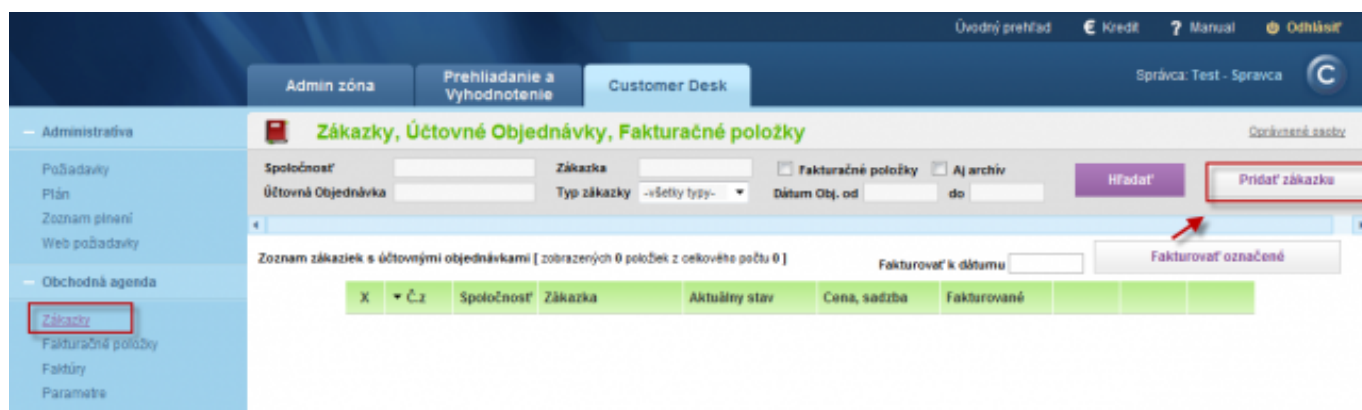 Úvodný prehľad € Kredit ? Manual Odhlásiť
Admin zóna Prehliadanie a Vyhodnotenie Customer Desk Správca: Test - Spravca C
Administratíva
Požiadavky
Plán
Zoznam plnení
Web požiadavky
Obchodná agenda
Zákazky
Fakturačné položky
Faktúry
Parametre
Zákazky, Účtovné Objednávky, Fakturačné položky Oprávnené osoby
Spoločnosť Zákazka Fakturačné položky Aj archív Hľadať Pridať zákazku
Účtovná Objednávka Typ zákazky -všetky typy- Dátum Obj. od do
Zoznam zákaziek s účtovnými objednávkami [ zobrazených 0 položiek z celkového počtu 0 ] Fakturovať k dátumu Fakturovať označené
X Č.z Spoločnosť Zákazka Aktuálny stav Cena, sadzba Fakturované